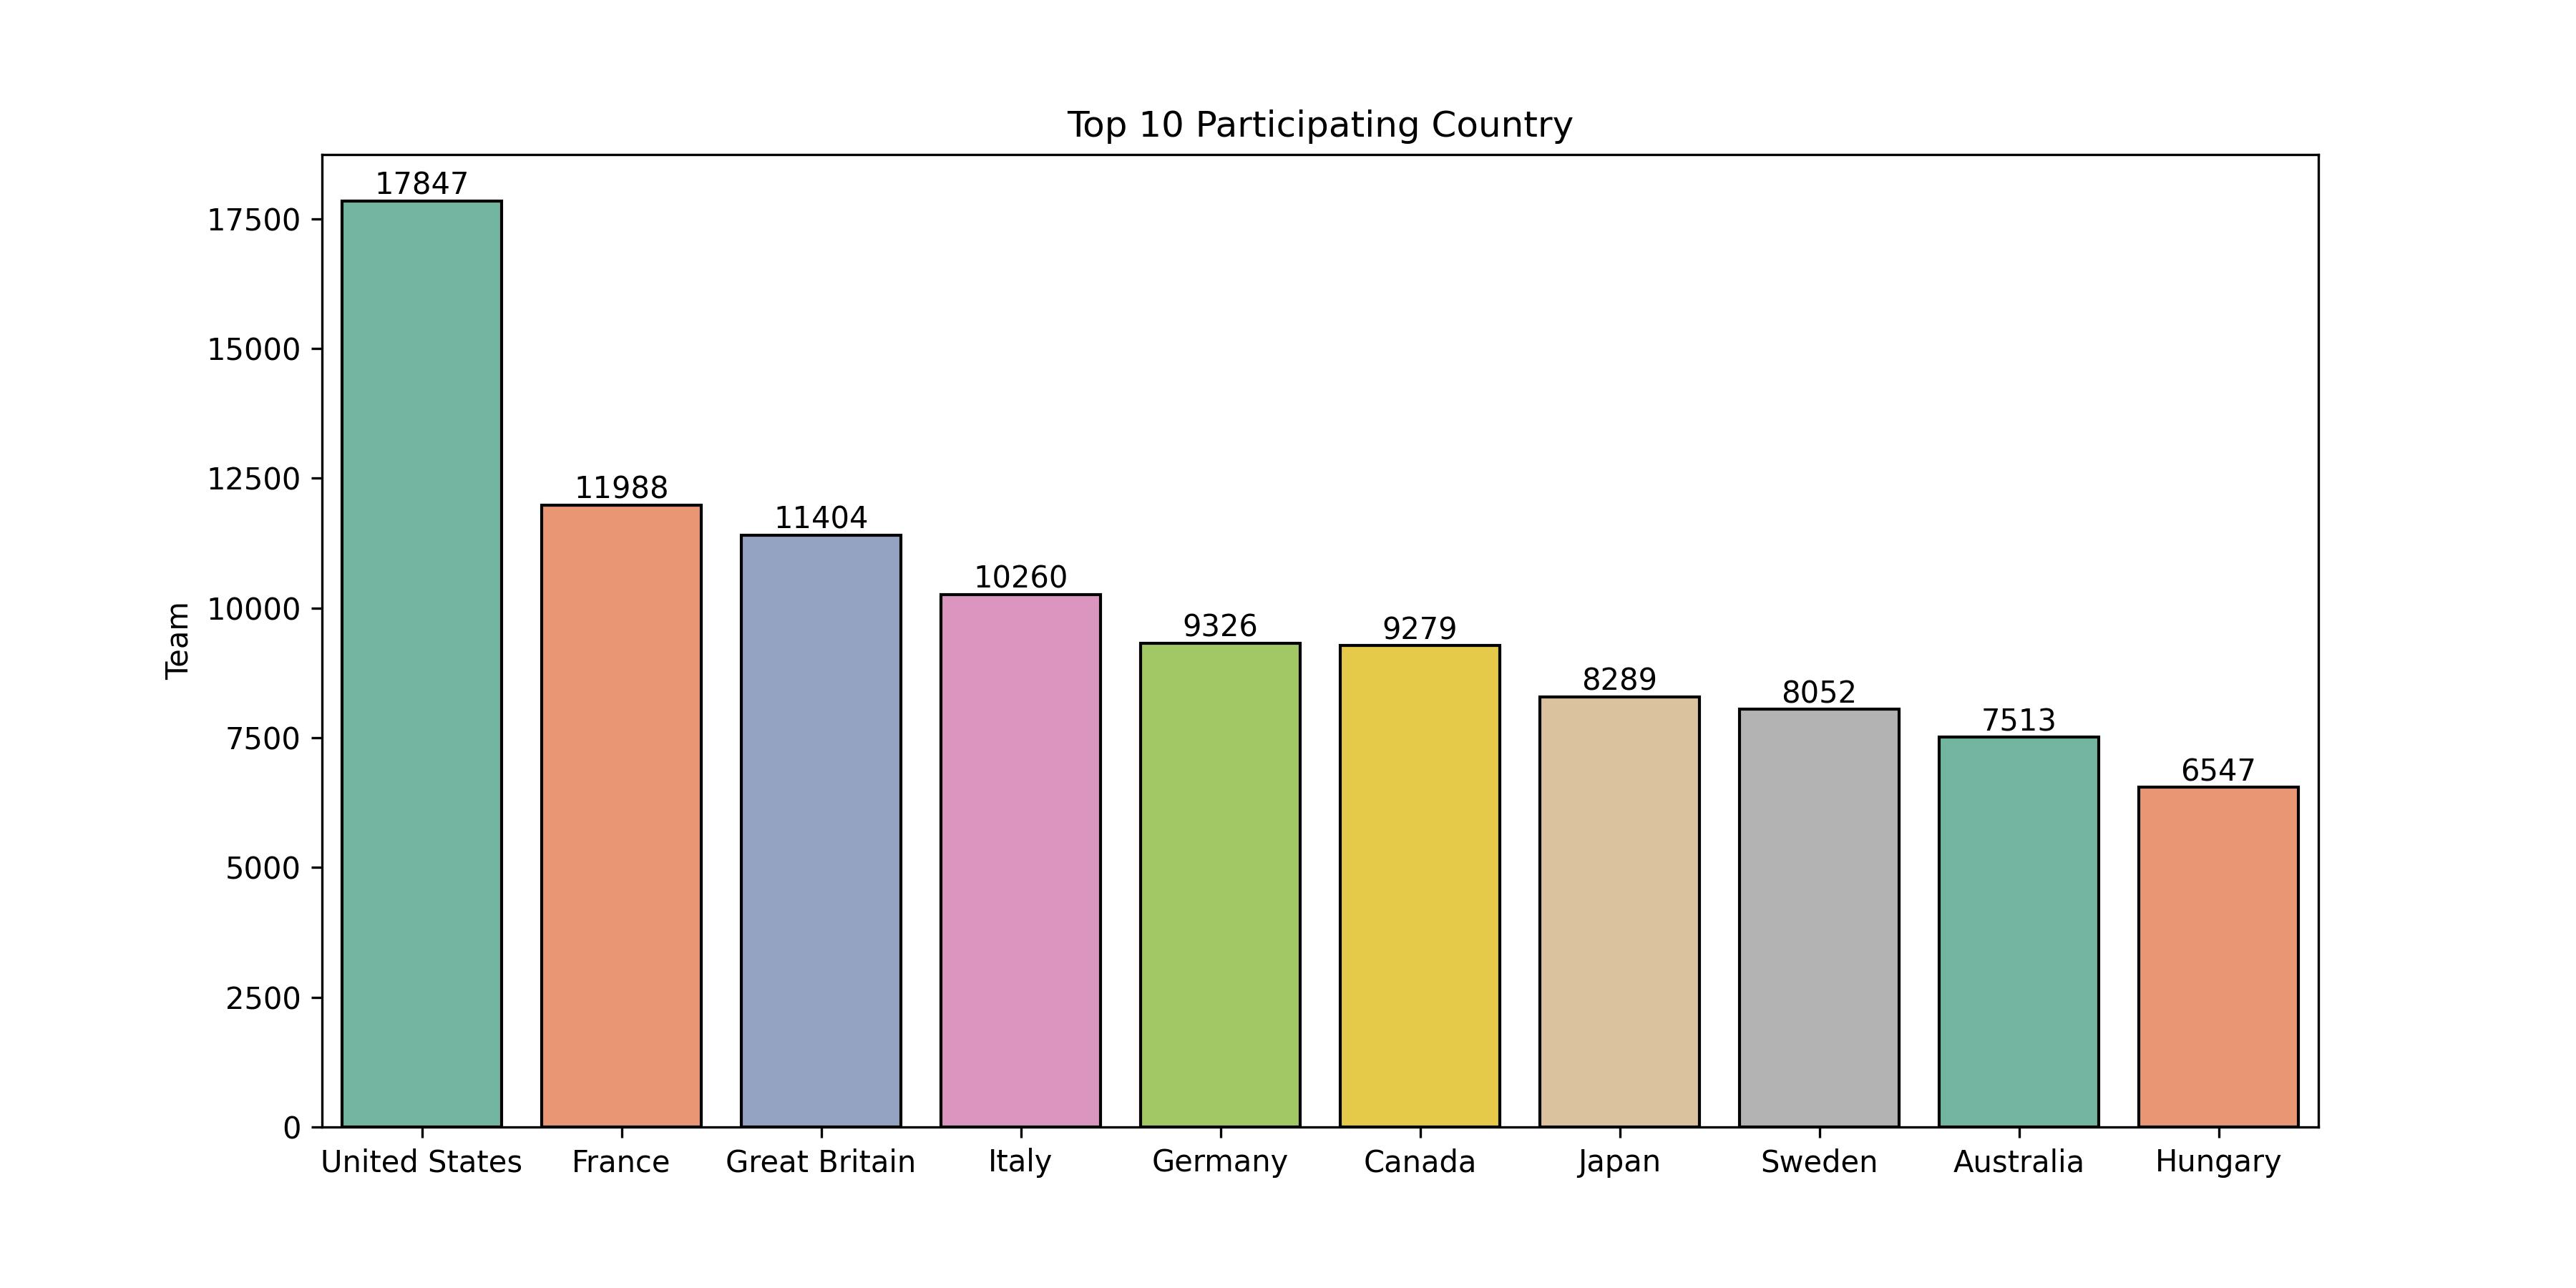 Top 10 Participating Country
Team
17500
15000
12500
10000
7500
5000
2500
0
17847
11988
11404
10260
9326
9279
8289
8052
7513
6547
United States
France
Great Britain
Italy
Germany
Canada
Japan
Sweden
Australia
Hungary